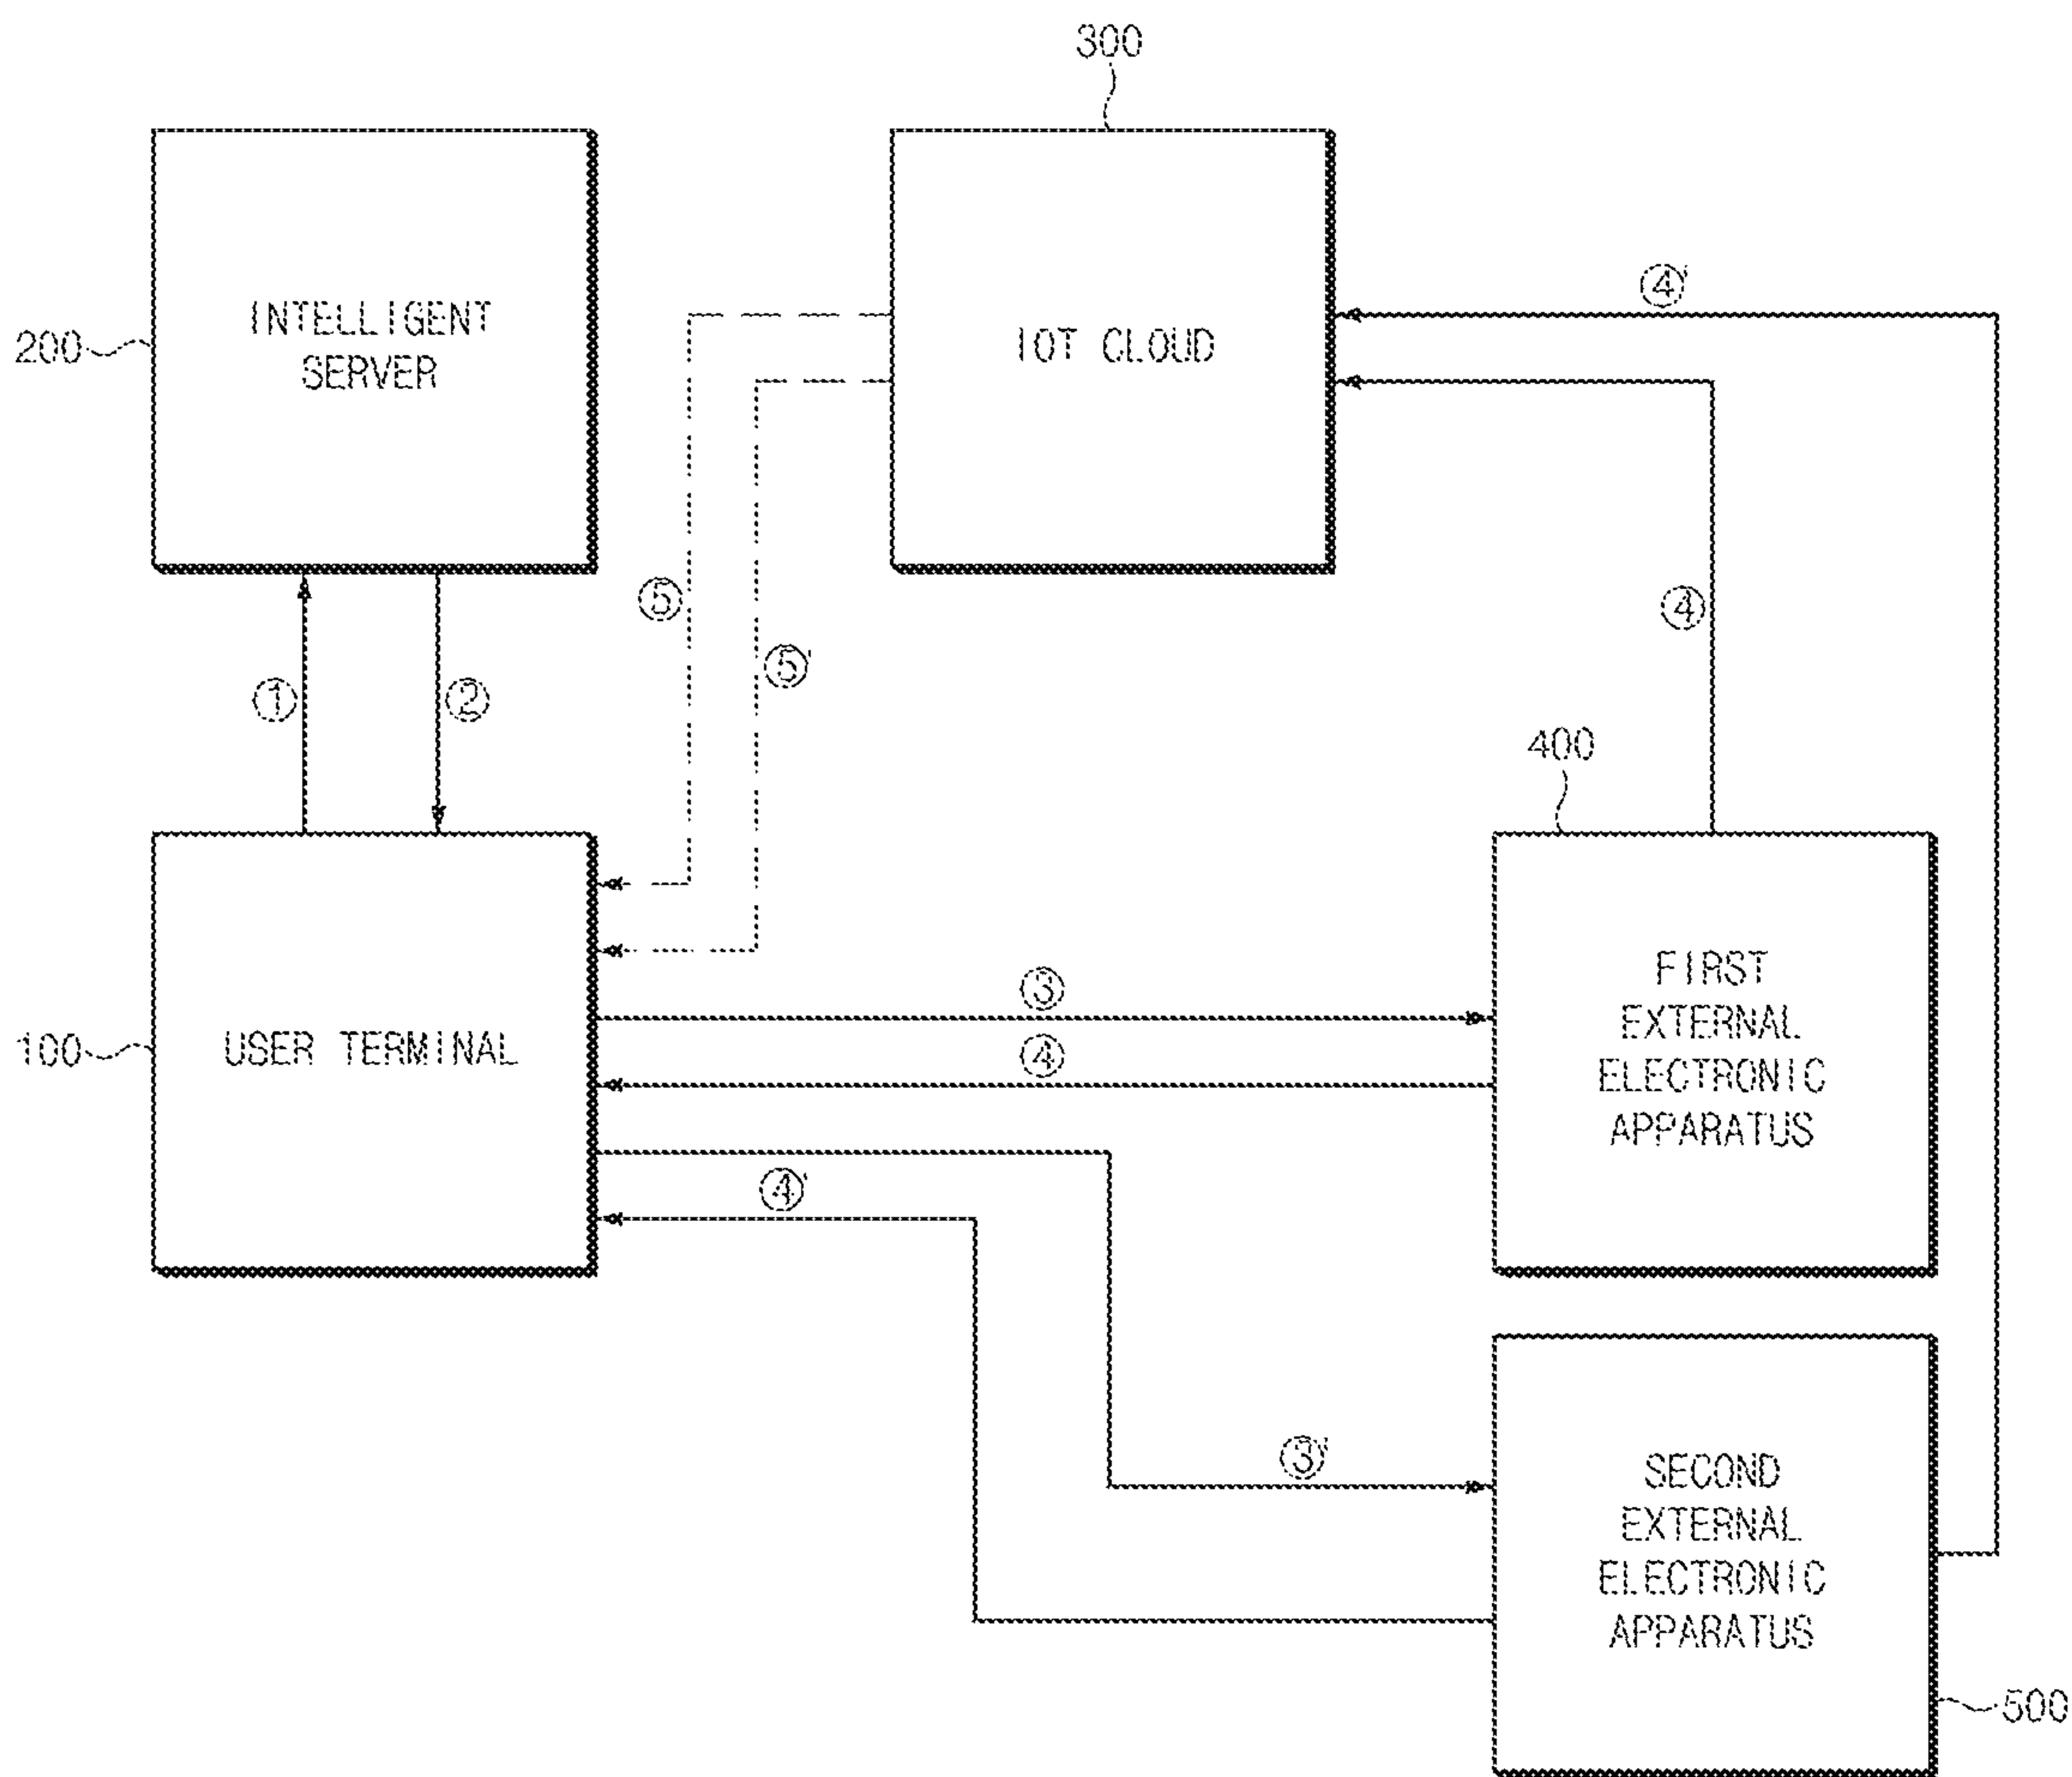 300
INTELLIGENT
SERVER
200
IOT CLOUD
④'
④
⑤
⑤'
①
②
400
100
USER TERMINAL
③
④
FIRST
EXTERNAL
ELECTRONIC
APPARATUS
④'
③'
SECOND
EXTERNAL
ELECTRONIC
APPARATUS
500